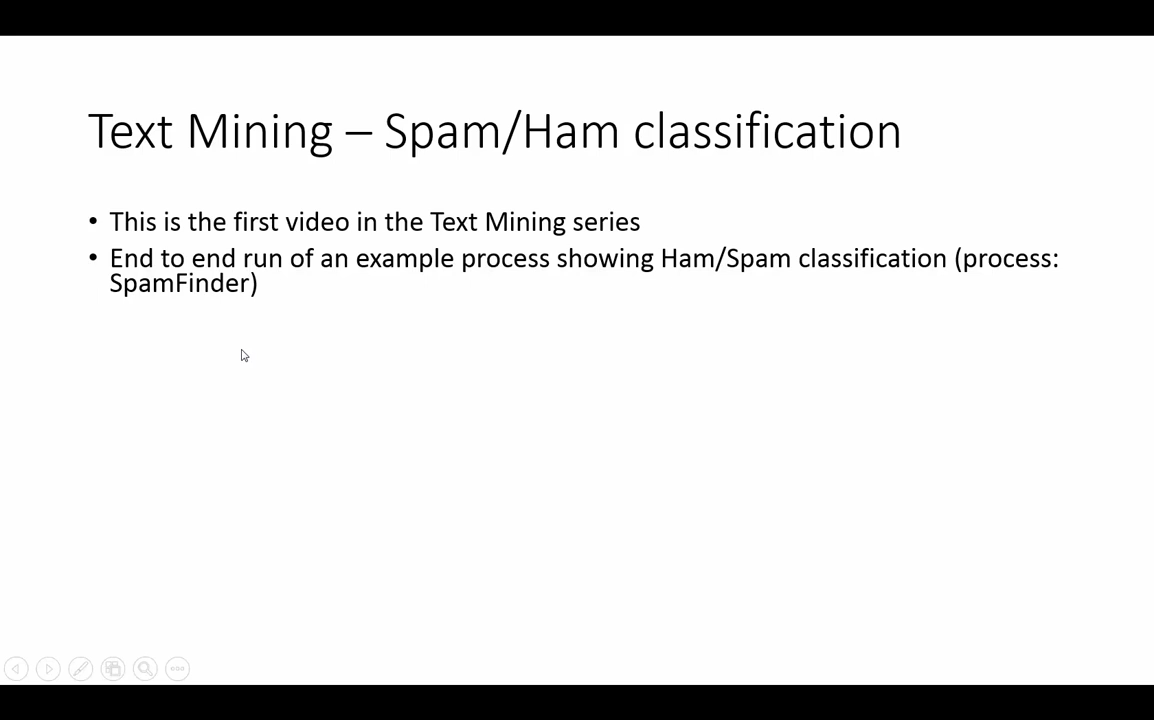 Text Mining – Spam/Ham classification
• This is the first video in the Text Mining series
• End to end run of an example process showing Ham/Spam classification (process:
SpamFinder)